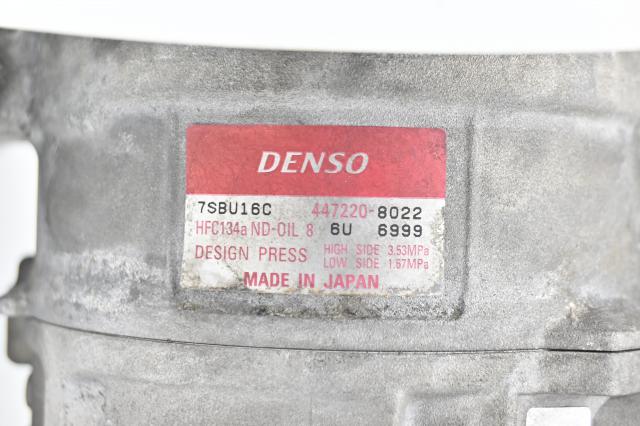 DENSO
7SBU16C 447220-8022
HFC134a ND-OIL 8 6U 6999
DESIGN PRESS HIGH SIDE 3.53MPa
LOW SIDE 1.67MPa
MADE IN JAPAN